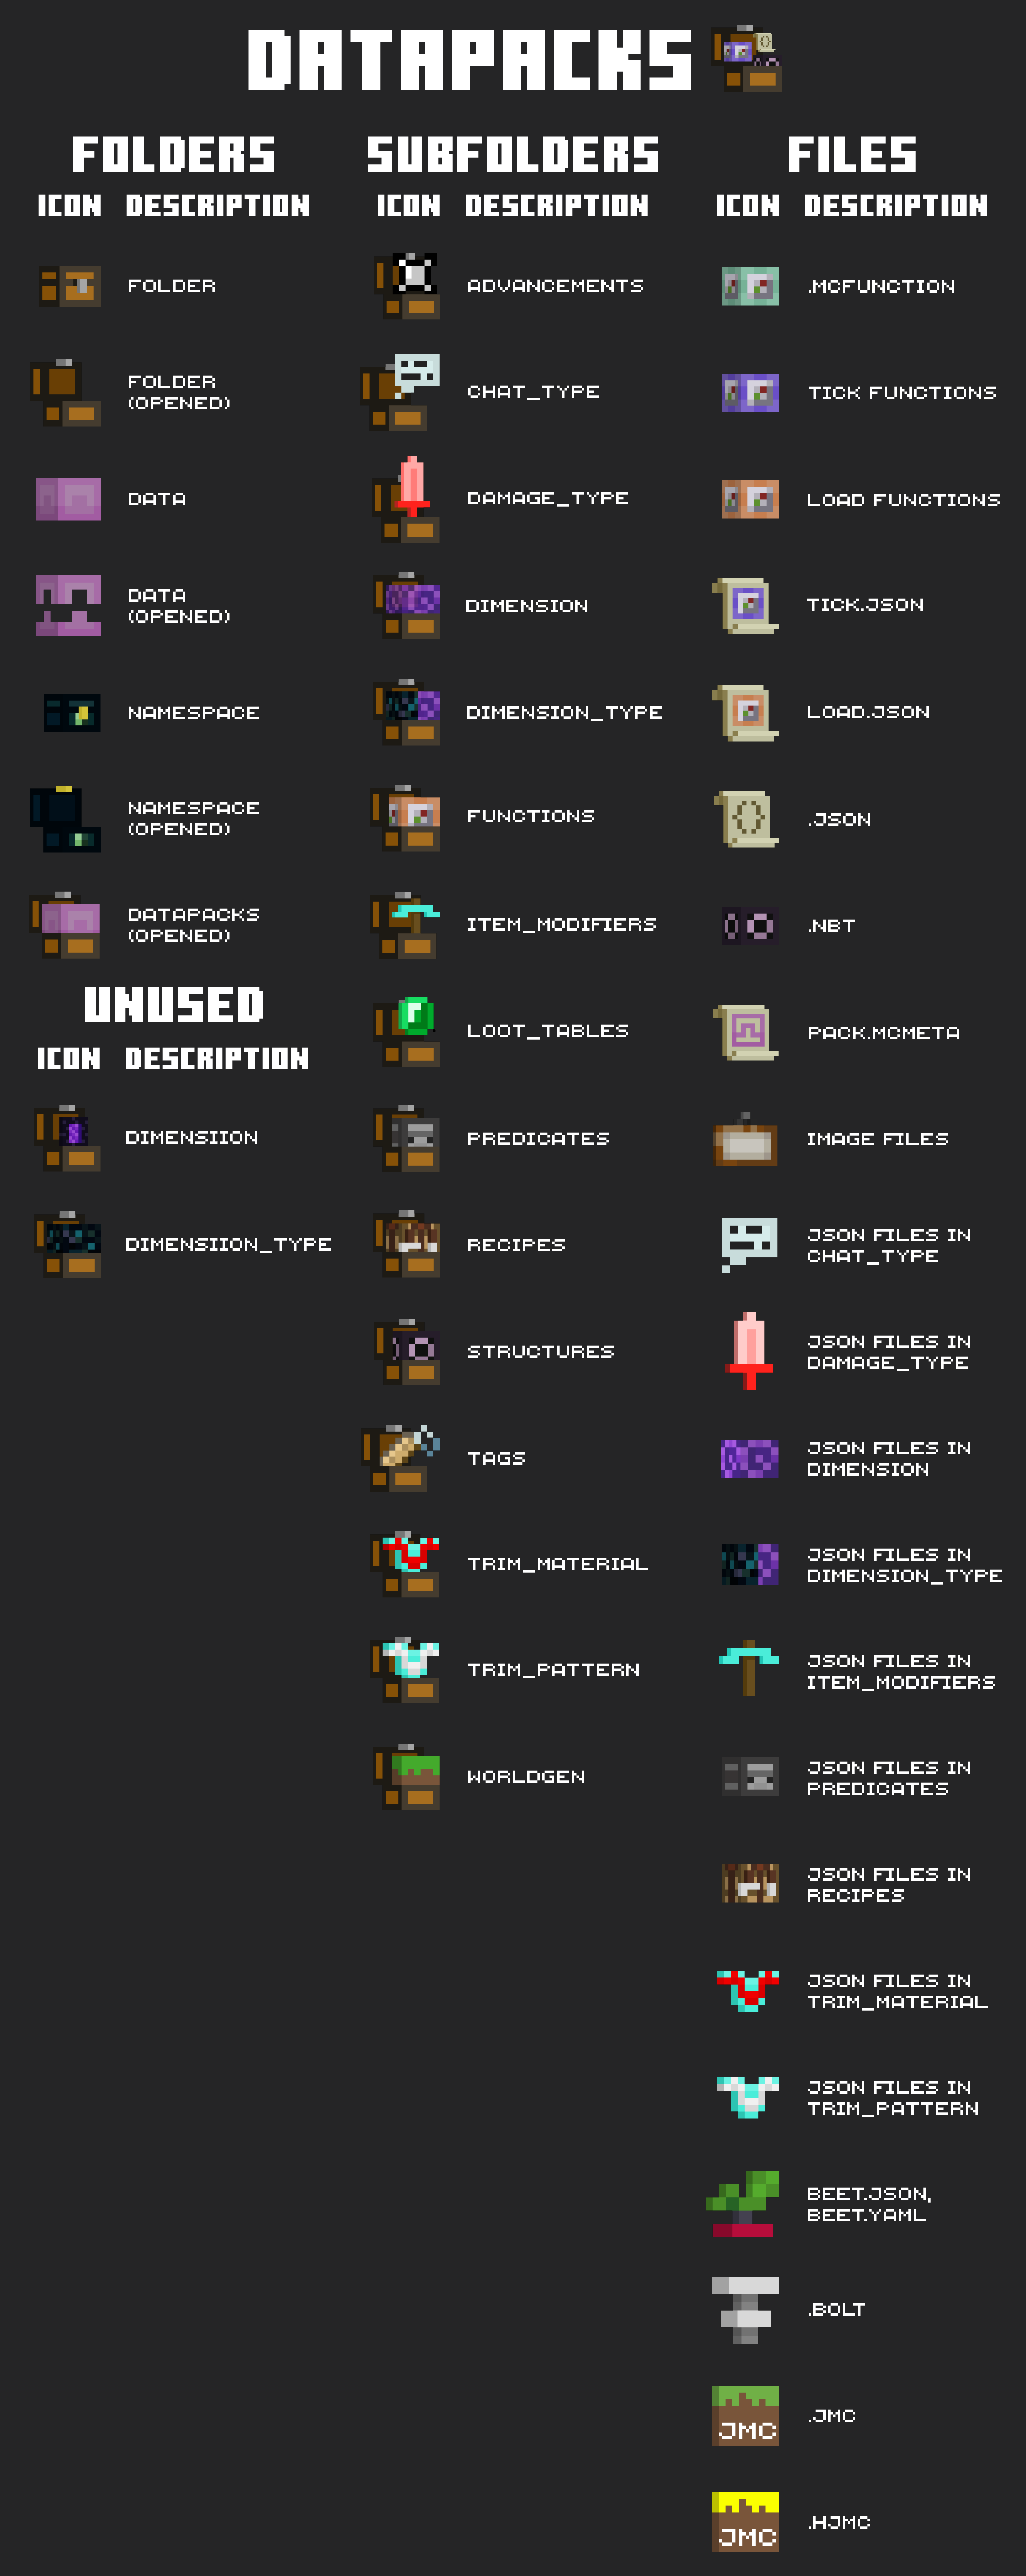 DATAPACKS
FOLDERS
ICON DESCRIPTION
FOLDER
FOLDER
(OPENED)
DATA
DATA
(OPENED)
NAMESPACE
NAMESPACE
(OPENED)
DATAPACKS
(OPENED)
UNUSED
ICON DESCRIPTION
DIMENSIION
DIMENSIION_TYPE
SUBFOLDERS
ICON DESCRIPTION
ADVANCEMENTS
CHAT_TYPE
DAMAGE_TYPE
DIMENSION
DIMENSION_TYPE
FUNCTIONS
ITEM_MODIFIERS
LOOT_TABLES
PREDICATES
RECIPES
STRUCTURES
TAGS
TRIM_MATERIAL
TRIM_PATTERN
WORLDGEN
FILES
ICON DESCRIPTION
.MCFUNCTION
TICK FUNCTIONS
LOAD FUNCTIONS
TICK.JSON
LOAD.JSON
.JSON
.NBT
PACK.MCMETA
IMAGE FILES
JSON FILES IN
CHAT_TYPE
JSON FILES IN
DAMAGE_TYPE
JSON FILES IN
DIMENSION
JSON FILES IN
DIMENSION_TYPE
JSON FILES IN
ITEM_MODIFIERS
JSON FILES IN
PREDICATES
JSON FILES IN
RECIPES
JSON FILES IN
TRIM_MATERIAL
JSON FILES IN
TRIM_PATTERN
BEET.JSON,
BEET.YAML
.BOLT
JMC
.JMC
JMC
.HJMC